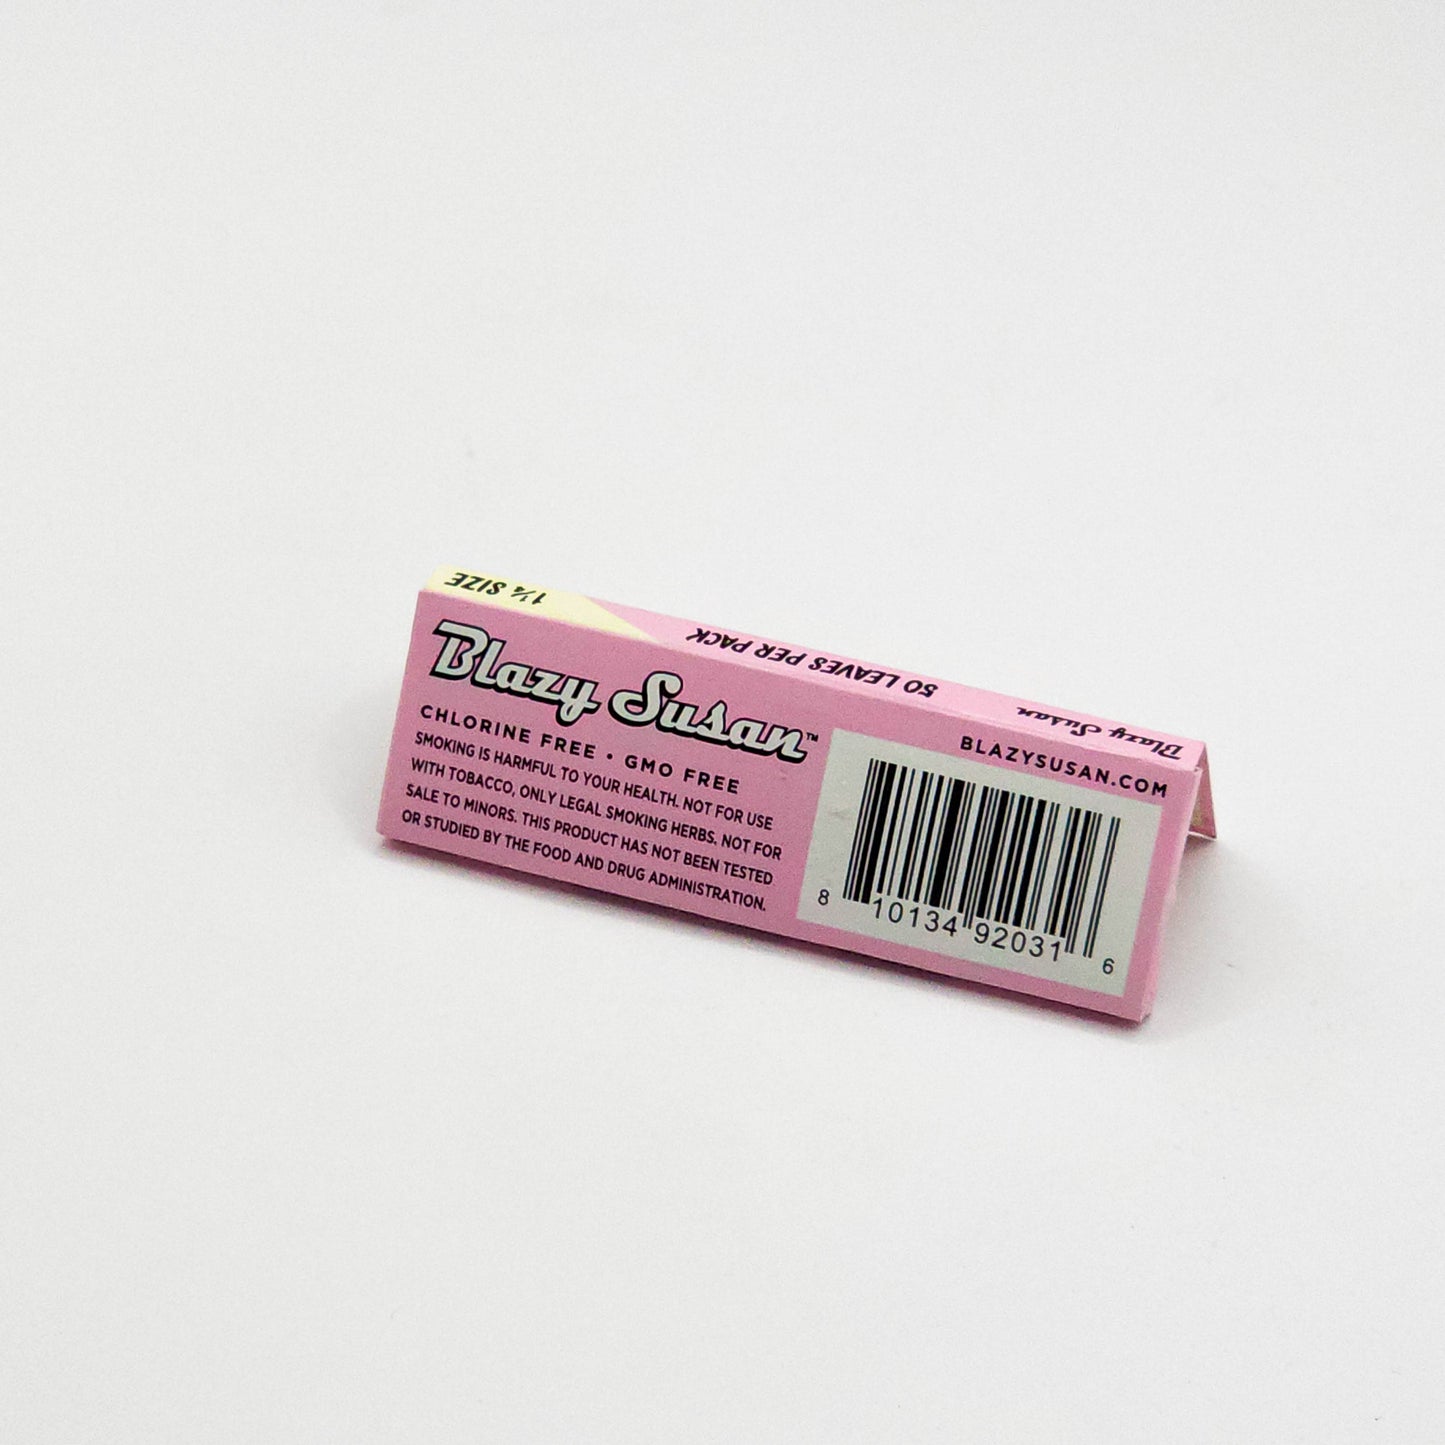 1¼ SIZE
50 LEAVES PER PACK
Blazy Susan
Blazy Susan™
CHLORINE FREE • GMO FREE
SMOKING IS HARMFUL TO YOUR HEALTH. NOT FOR USE
WITH TOBACCO, ONLY LEGAL SMOKING HERBS. NOT FOR
SALE TO MINORS. THIS PRODUCT HAS NOT BEEN TESTED
OR STUDIED BY THE FOOD AND DRUG ADMINISTRATION.
BLAZYSUSAN.COM
8 10134 92031 6